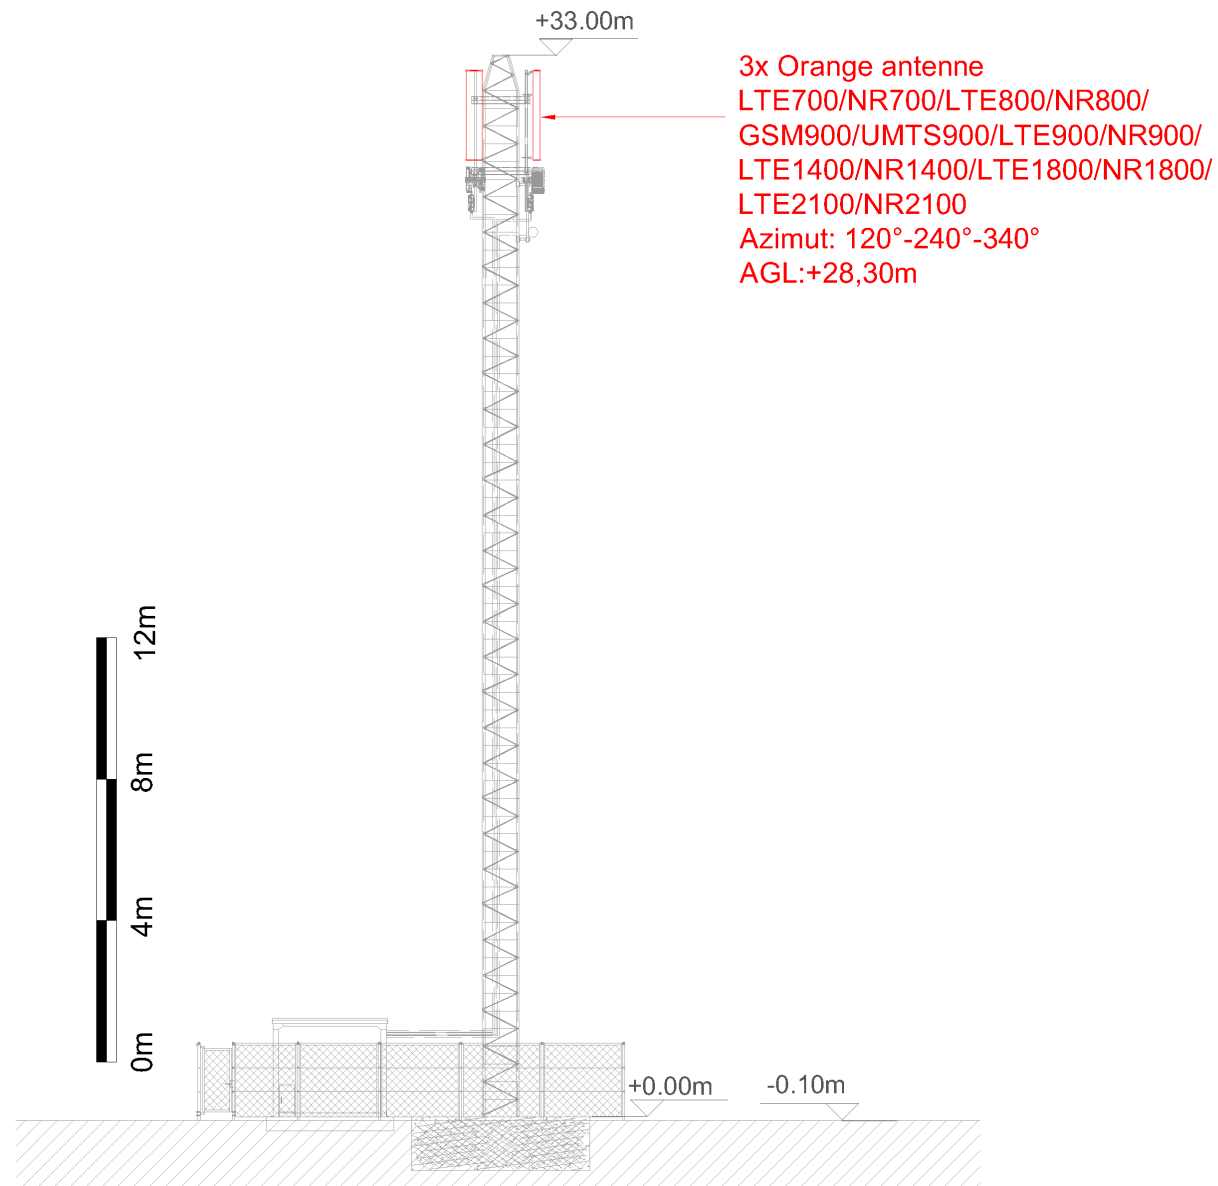 +33.00m
3x Orange antenne
LTE700/NR700/LTE800/NR800/
GSM900/UMTS900/LTE900/NR900/
LTE1400/NR1400/LTE1800/NR1800/
LTE2100/NR2100
Azimut: 120°-240°-340°
AGL:+28,30m
12m
8m
4m
0m
+0.00m
-0.10m